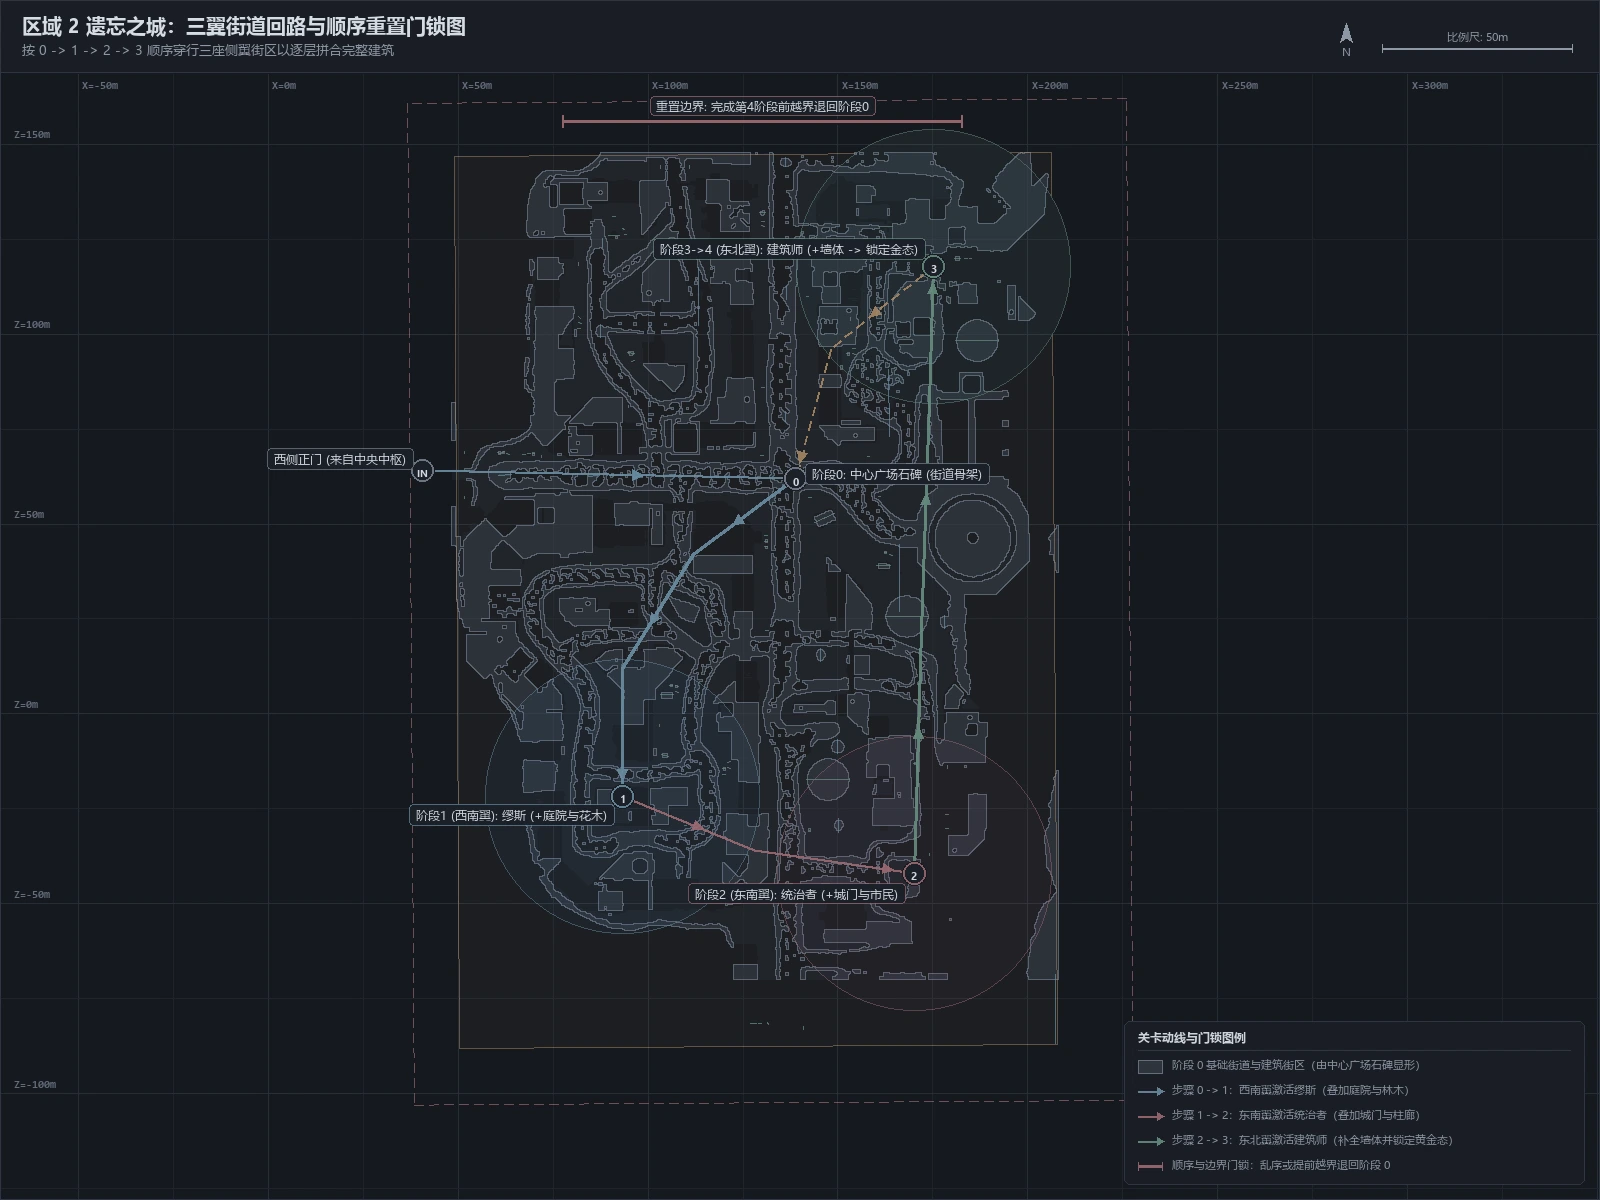 区域 2 遗忘之城：三翼街道回路与顺序重置门锁图
按 0 -> 1 -> 2 -> 3 顺序穿行三座侧翼街区以逐层拼合完整建筑
N
比例尺: 50m
X=-50m
X=0m
X=50m
X=100m
X=150m
X=200m
X=250m
X=300m
重置边界: 完成第4阶段前越界退回阶段0
Z=150m
阶段3->4 (东北翼): 建筑师 (+墙体 -> 锁定金态)
3
Z=100m
西侧正门 (来自中央中枢)
IN
0
阶段0: 中心广场石碑 (街道骨架)
Z=50m
Z=0m
1
阶段1 (西南翼): 缪斯 (+庭院与花木)
2
阶段2 (东南翼): 统治者 (+城门与市民)
Z=-50m
Z=-100m
关卡动线与门锁图例
阶段 0 基础街道与建筑街区（由中心广场石碑显形）
步骤 0 -> 1：西南翼激活缪斯（叠加庭院与林木）
步骤 1 -> 2：东南翼激活统治者（叠加城门与柱廊）
步骤 2 -> 3：东北翼激活建筑师（补全墙体并锁定黄金态）
顺序与边界门锁：乱序或提前越界退回阶段 0